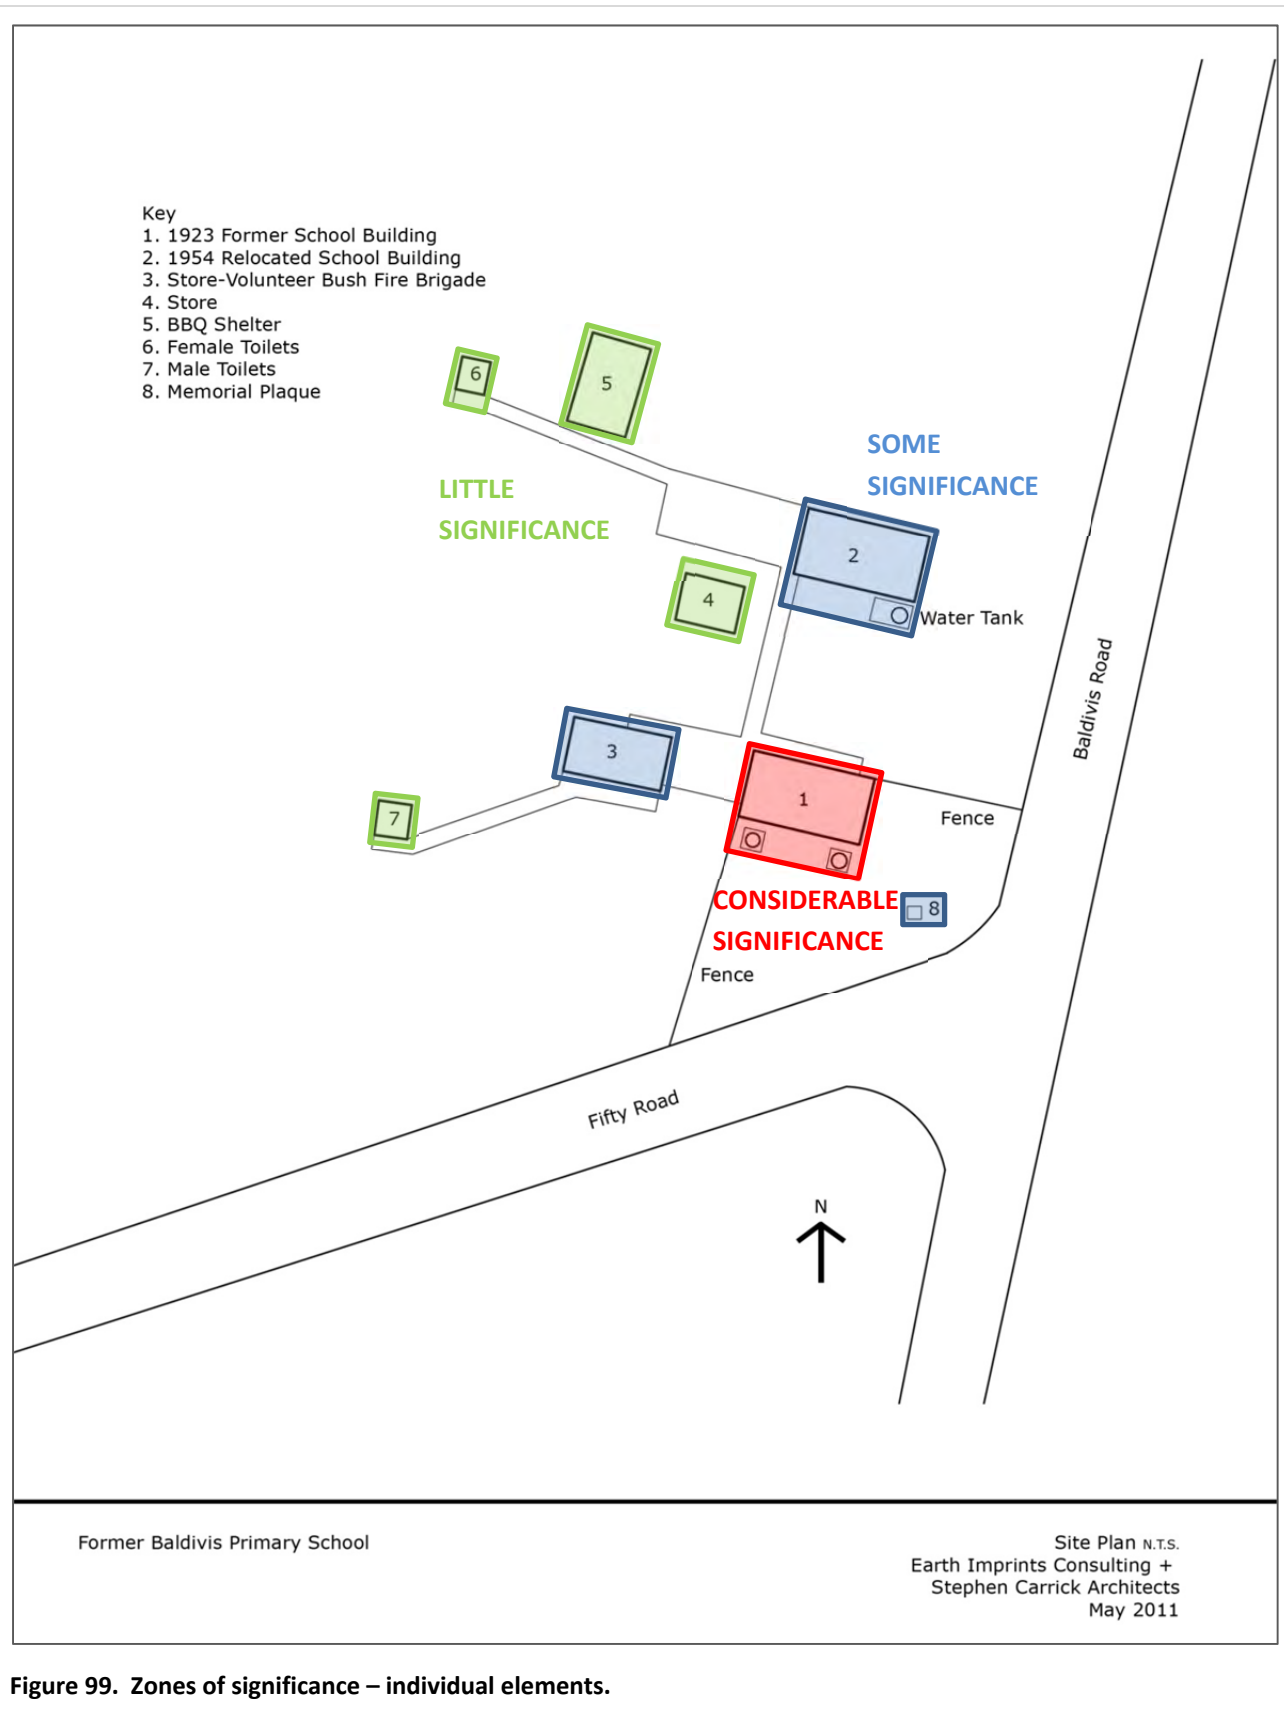 Key
1. 1923 Former School Building
2. 1954 Relocated School Building
3. Store-Volunteer Bush Fire Brigade
4. Store
5. BBQ Shelter
6. Female Toilets
7. Male Toilets
8. Memorial Plaque
6
5
SOME
SIGNIFICANCE
LITTLE
SIGNIFICANCE
2
4
Water Tank
Baldivis Road
3
1
7
Fence
CONSIDERABLE
SIGNIFICANCE
8
Fence
Fifty Road
N
Former Baldivis Primary School
Site Plan N.T.S.
Earth Imprints Consulting +
Stephen Carrick Architects
May 2011
Figure 99. Zones of significance – individual elements.